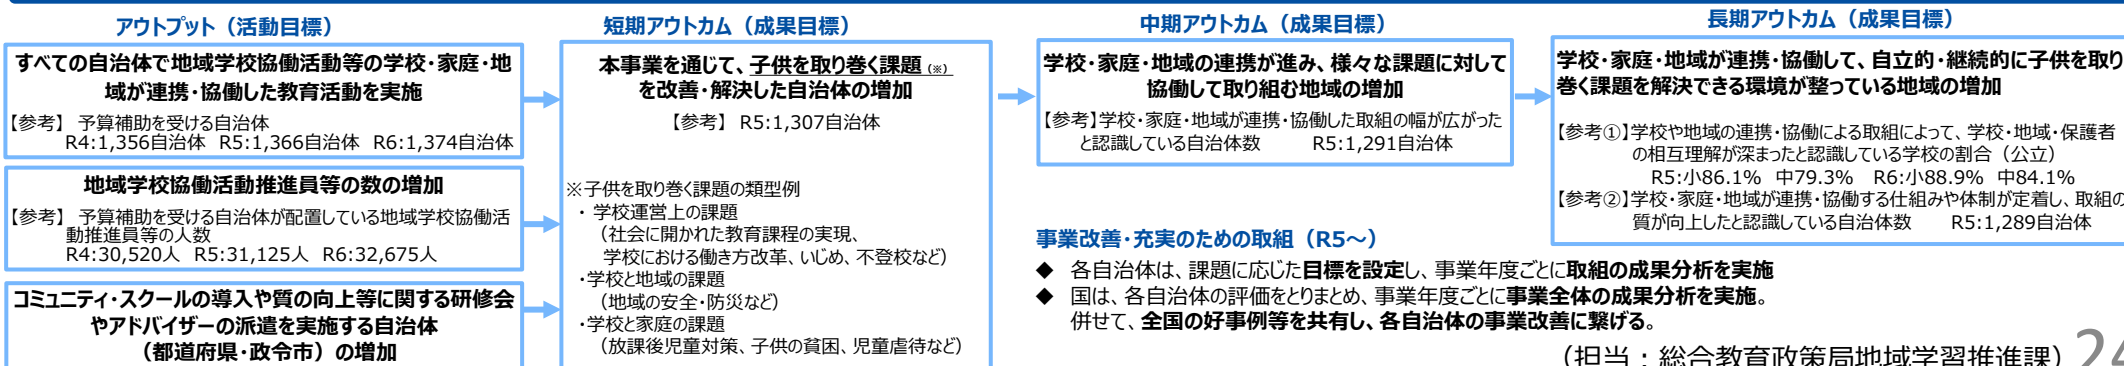 アウトプット（活動目標）
すべての自治体で地域学校協働活動等の学校・家庭・地
域が連携・協働した教育活動を実施
【参考】 予算補助を受ける自治体
R4:1,356自治体 R5:1,366自治体 R6:1,374自治体
地域学校協働活動推進員等の数の増加
【参考】 予算補助を受ける自治体が配置している地域学校協働活
動推進員等の人数
R4:30,520人 R5:31,125人 R6:32,675人
コミュニティ・スクールの導入や質の向上等に関する研修会
やアドバイザーの派遣を実施する自治体
（都道府県・政令市）の増加
短期アウトカム（成果目標）
本事業を通じて、子供を取り巻く課題（※）
を改善・解決した自治体の増加
【参考】 R5:1,307自治体
※子供を取り巻く課題の類型例
・ 学校運営上の課題
（社会に開かれた教育課程の実現、
学校における働き方改革、いじめ、不登校など）
・学校と地域の課題
（地域の安全・防災など）
・学校と家庭の課題
（放課後児童対策、子供の貧困、児童虐待など）
中期アウトカム（成果目標）
学校・家庭・地域の連携が進み、様々な課題に対して
協働して取り組む地域の増加
【参考】学校・家庭・地域が連携・協働した取組の幅が広がった
と認識している自治体数 R5:1,291自治体
長期アウトカム（成果目標）
学校・家庭・地域が連携・協働して、自立的・継続的に子供を取り
巻く課題を解決できる環境が整っている地域の増加
【参考①】学校や地域の連携・協働による取組によって、学校・地域・保護者
の相互理解が深まったと認識している学校の割合（公立）
R5:小86.1% 中79.3% R6:小88.9% 中84.1%
【参考②】学校・家庭・地域が連携・協働する仕組みや体制が定着し、取組の
質が向上したと認識している自治体数 R5:1,289自治体
事業改善・充実のための取組（R5～）
◆ 各自治体は、課題に応じた目標を設定し、事業年度ごとに取組の成果分析を実施
◆ 国は、各自治体の評価をとりまとめ、事業年度ごとに事業全体の成果分析を実施。
併せて、全国の好事例等を共有し、各自治体の事業改善に繋げる。
（担当：総合教育政策局地域学習推進課）
24